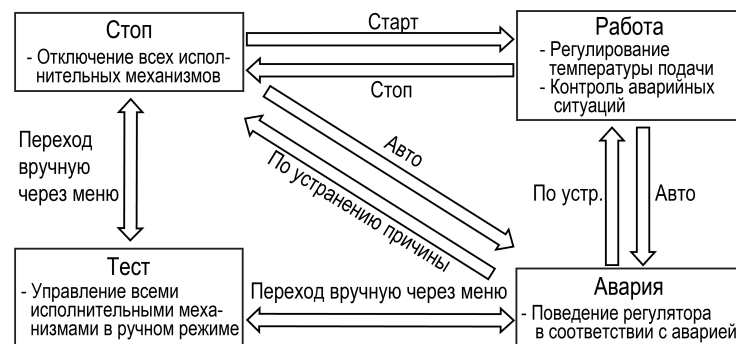 Стоп
- Отключение всех испол-
нительных механизмов
Старт
Стоп
Работа
- Регулирование
температуры подачи
- Контроль аварийных
ситуаций
Переход
вручную
через меню
Авто
По устранению причины
По устр.
Авто
Тест
- Управление всеми
исполнительными меха-
низмами в ручном режиме
Переход вручную через меню
Авария
- Поведение регулятора
в соответствии с аварией